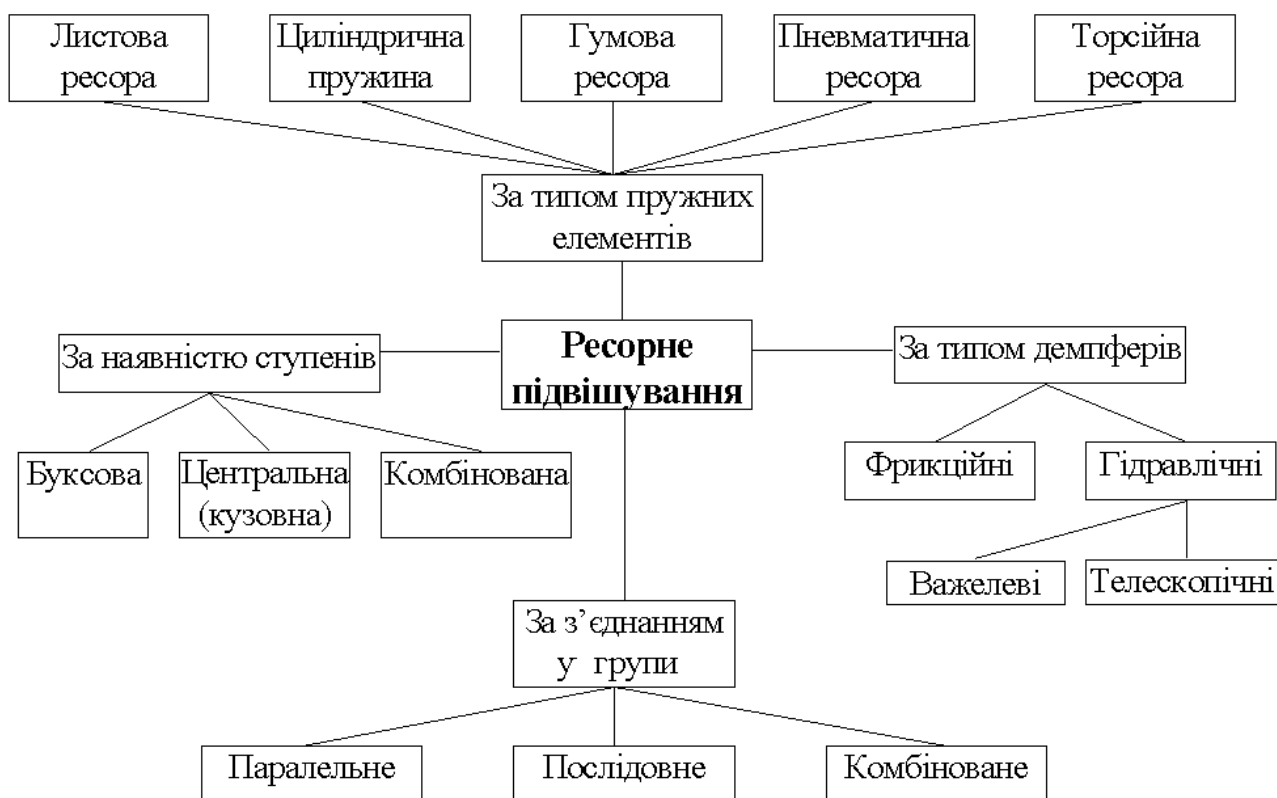 Листова
ресора
Циліндрична
пружина
Гумова
ресора
Пневматична
ресора
Торсійна
ресора
За типом пружних
елементів
За наявністю ступенів
Ресорне
підвішування
За типом демпферів
Буксова
Центральна
(кузовна)
Комбінована
Фрикційні
Гідравлічні
Важелеві
Телескопічні
За з’єднанням
у групи
Паралельне
Послідовне
Комбіноване